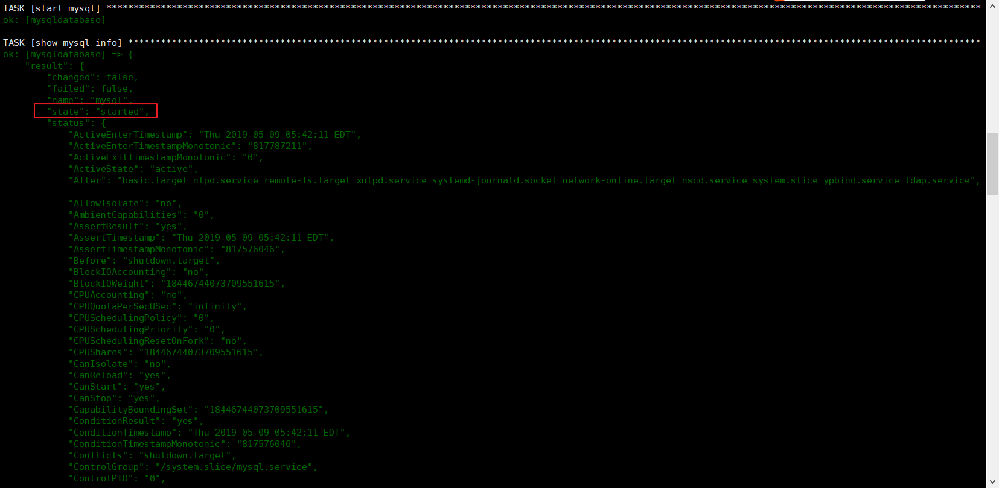 TASK [start mysql] *****************************************************************************************************************************************************************
ok: [mysqldatabase]
TASK [show mysql info] *************************************************************************************************************************************************************
ok: [mysqldatabase] => {
"result": {
"changed": false,
"failed": false,
"name": "mysql",
"state": "started",
"status": {
"ActiveEnterTimestamp": "Thu 2019-05-09 05:42:11 EDT",
"ActiveEnterTimestampMonotonic": "817787211",
"ActiveExitTimestampMonotonic": "0",
"ActiveState": "active",
"After": "basic.target ntpd.service remote-fs.target xntpd.service systemd-journald.socket network-online.target nscd.service system.slice ypbind.service ldap.service",
"AllowIsolate": "no",
"AmbientCapabilities": "0",
"AssertResult": "yes",
"AssertTimestamp": "Thu 2019-05-09 05:42:11 EDT",
"AssertTimestampMonotonic": "817576046",
"Before": "shutdown.target",
"BlockIOAccounting": "no",
"BlockIOWeight": "18446744073709551615",
"CPUAccounting": "no",
"CPUQuotaPerSecUSec": "infinity",
"CPUSchedulingPolicy": "0",
"CPUSchedulingPriority": "0",
"CPUSchedulingResetOnFork": "no",
"CPUShares": "18446744073709551615",
"CanIsolate": "no",
"CanReload": "yes",
"CanStart": "yes",
"CanStop": "yes",
"CapabilityBoundingSet": "18446744073709551615",
"ConditionResult": "yes",
"ConditionTimestamp": "Thu 2019-05-09 05:42:11 EDT",
"ConditionTimestampMonotonic": "817576046",
"Conflicts": "shutdown.target",
"ControlGroup": "/system.slice/mysql.service",
"ControlPID": "0",